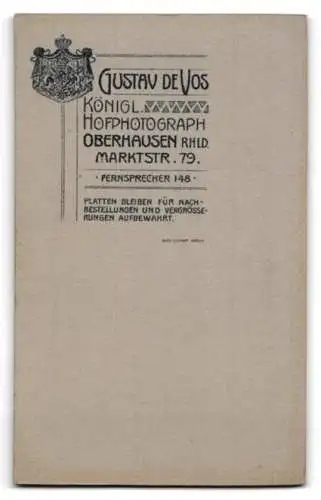 GUSTAV DE VOS
KÖNIGL.
HOFPHOTOGRAPH
OBERHAUSEN RHLD.
MARKTSTR. 79.
· FERNSPRECHER 148 ·
PLATTEN BLEIBEN FÜR NACH-
BESTELLUNGEN UND VERGRÖSSE-
RUNGEN AUFBEWAHRT.